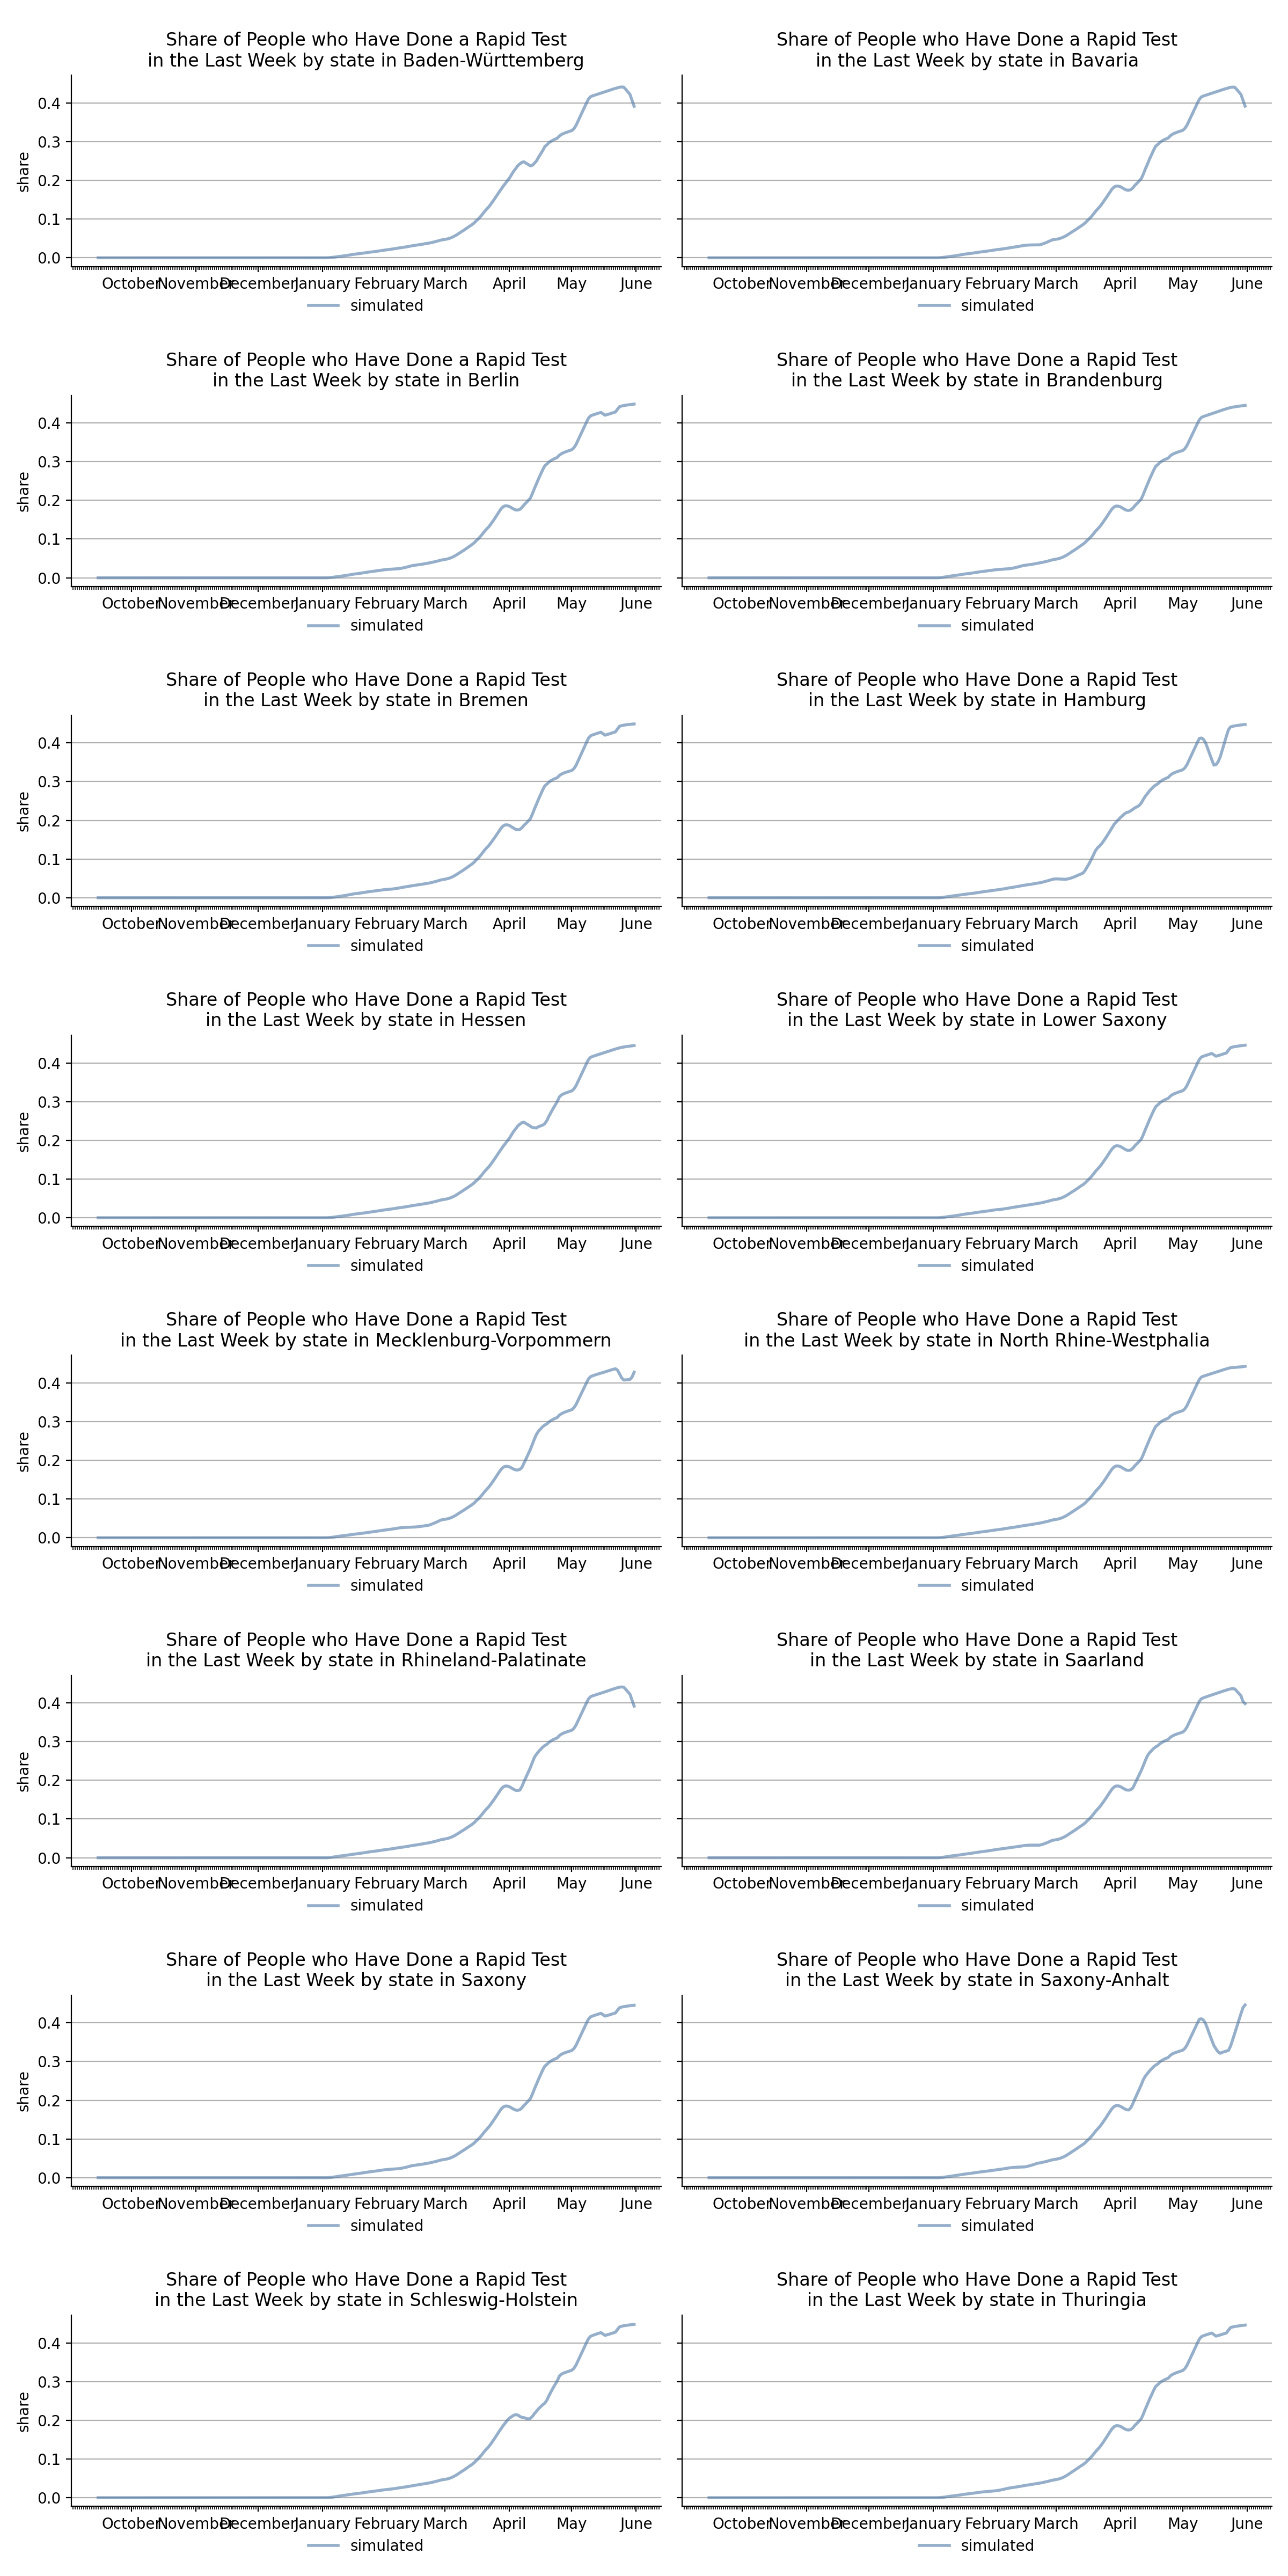 Share of People who Have Done a Rapid Test
in the Last Week by state in Baden-Württemberg
share
0.4
0.3
0.2
0.1
0.0
October November December January February March April May June
simulated
Share of People who Have Done a Rapid Test
in the Last Week by state in Bavaria
October November December January February March April May June
simulated
Share of People who Have Done a Rapid Test
in the Last Week by state in Berlin
share
0.4
0.3
0.2
0.1
0.0
October November December January February March April May June
simulated
Share of People who Have Done a Rapid Test
in the Last Week by state in Brandenburg
October November December January February March April May June
simulated
Share of People who Have Done a Rapid Test
in the Last Week by state in Bremen
share
0.4
0.3
0.2
0.1
0.0
October November December January February March April May June
simulated
Share of People who Have Done a Rapid Test
in the Last Week by state in Hamburg
October November December January February March April May June
simulated
Share of People who Have Done a Rapid Test
in the Last Week by state in Hessen
share
0.4
0.3
0.2
0.1
0.0
October November December January February March April May June
simulated
Share of People who Have Done a Rapid Test
in the Last Week by state in Lower Saxony
October November December January February March April May June
simulated
Share of People who Have Done a Rapid Test
in the Last Week by state in Mecklenburg-Vorpommern
share
0.4
0.3
0.2
0.1
0.0
October November December January February March April May June
simulated
Share of People who Have Done a Rapid Test
in the Last Week by state in North Rhine-Westphalia
October November December January February March April May June
simulated
Share of People who Have Done a Rapid Test
in the Last Week by state in Rhineland-Palatinate
share
0.4
0.3
0.2
0.1
0.0
October November December January February March April May June
simulated
Share of People who Have Done a Rapid Test
in the Last Week by state in Saarland
October November December January February March April May June
simulated
Share of People who Have Done a Rapid Test
in the Last Week by state in Saxony
share
0.4
0.3
0.2
0.1
0.0
October November December January February March April May June
simulated
Share of People who Have Done a Rapid Test
in the Last Week by state in Saxony-Anhalt
October November December January February March April May June
simulated
Share of People who Have Done a Rapid Test
in the Last Week by state in Schleswig-Holstein
share
0.4
0.3
0.2
0.1
0.0
October November December January February March April May June
simulated
Share of People who Have Done a Rapid Test
in the Last Week by state in Thuringia
October November December January February March April May June
simulated